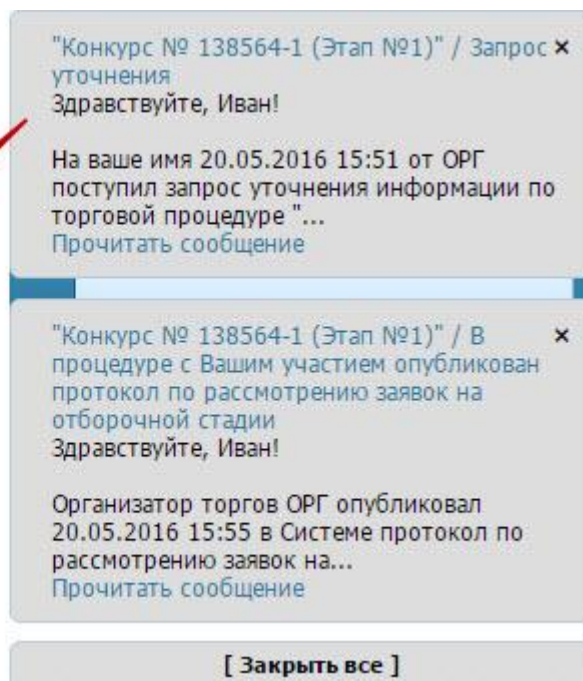 "Конкурс № 138564-1 (Этап №1)" / Запрос ×
уточнения
Здравствуйте, Иван!
На ваше имя 20.05.2016 15:51 от ОРГ
поступил запрос уточнения информации по
торговой процедуре "...
Прочитать сообщение
"Конкурс № 138564-1 (Этап №1)" / В ×
процедуре с Вашим участием опубликован
протокол по рассмотрению заявок на
отборочной стадии
Здравствуйте, Иван!
Организатор торгов ОРГ опубликовал
20.05.2016 15:55 в Системе протокол по
рассмотрению заявок на...
Прочитать сообщение
[ Закрыть все ]